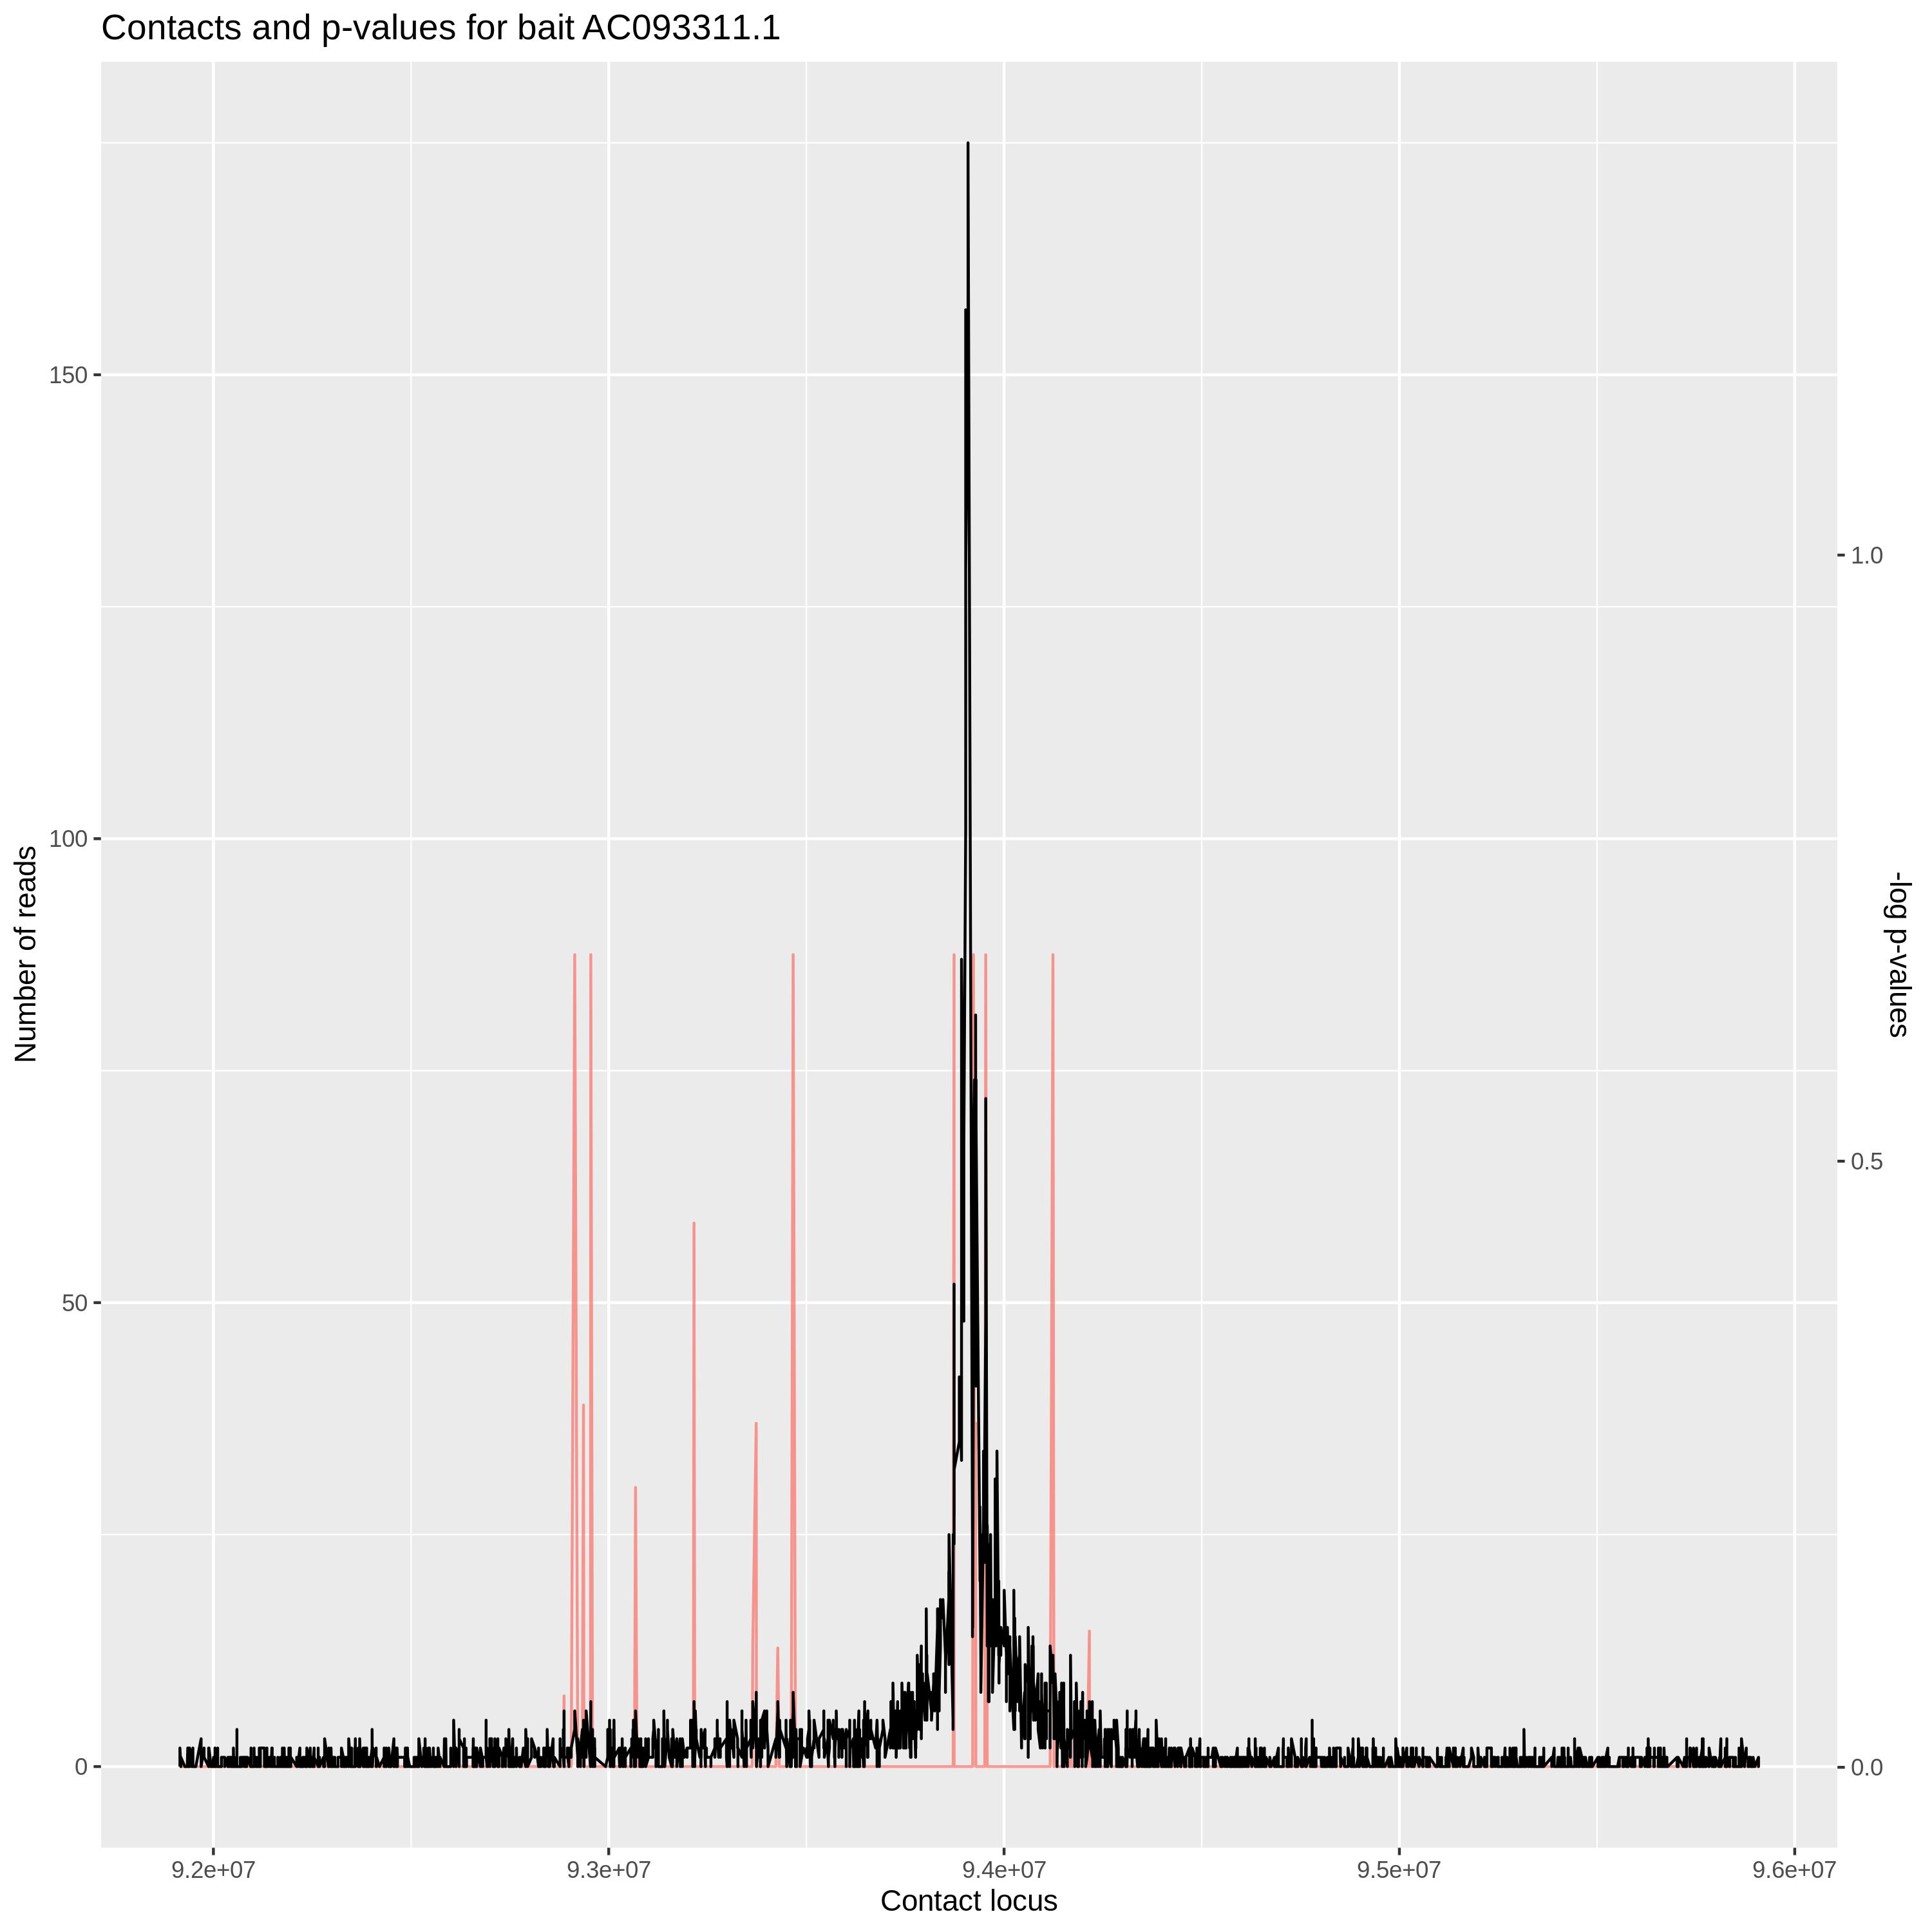 Contacts and p-values for bait AC093311.1
150
100
50
0
Number of reads
1.0
0.5
0.0
-log p-values
9.2e+07 9.3e+07 9.4e+07 9.5e+07 9.6e+07
Contact locus